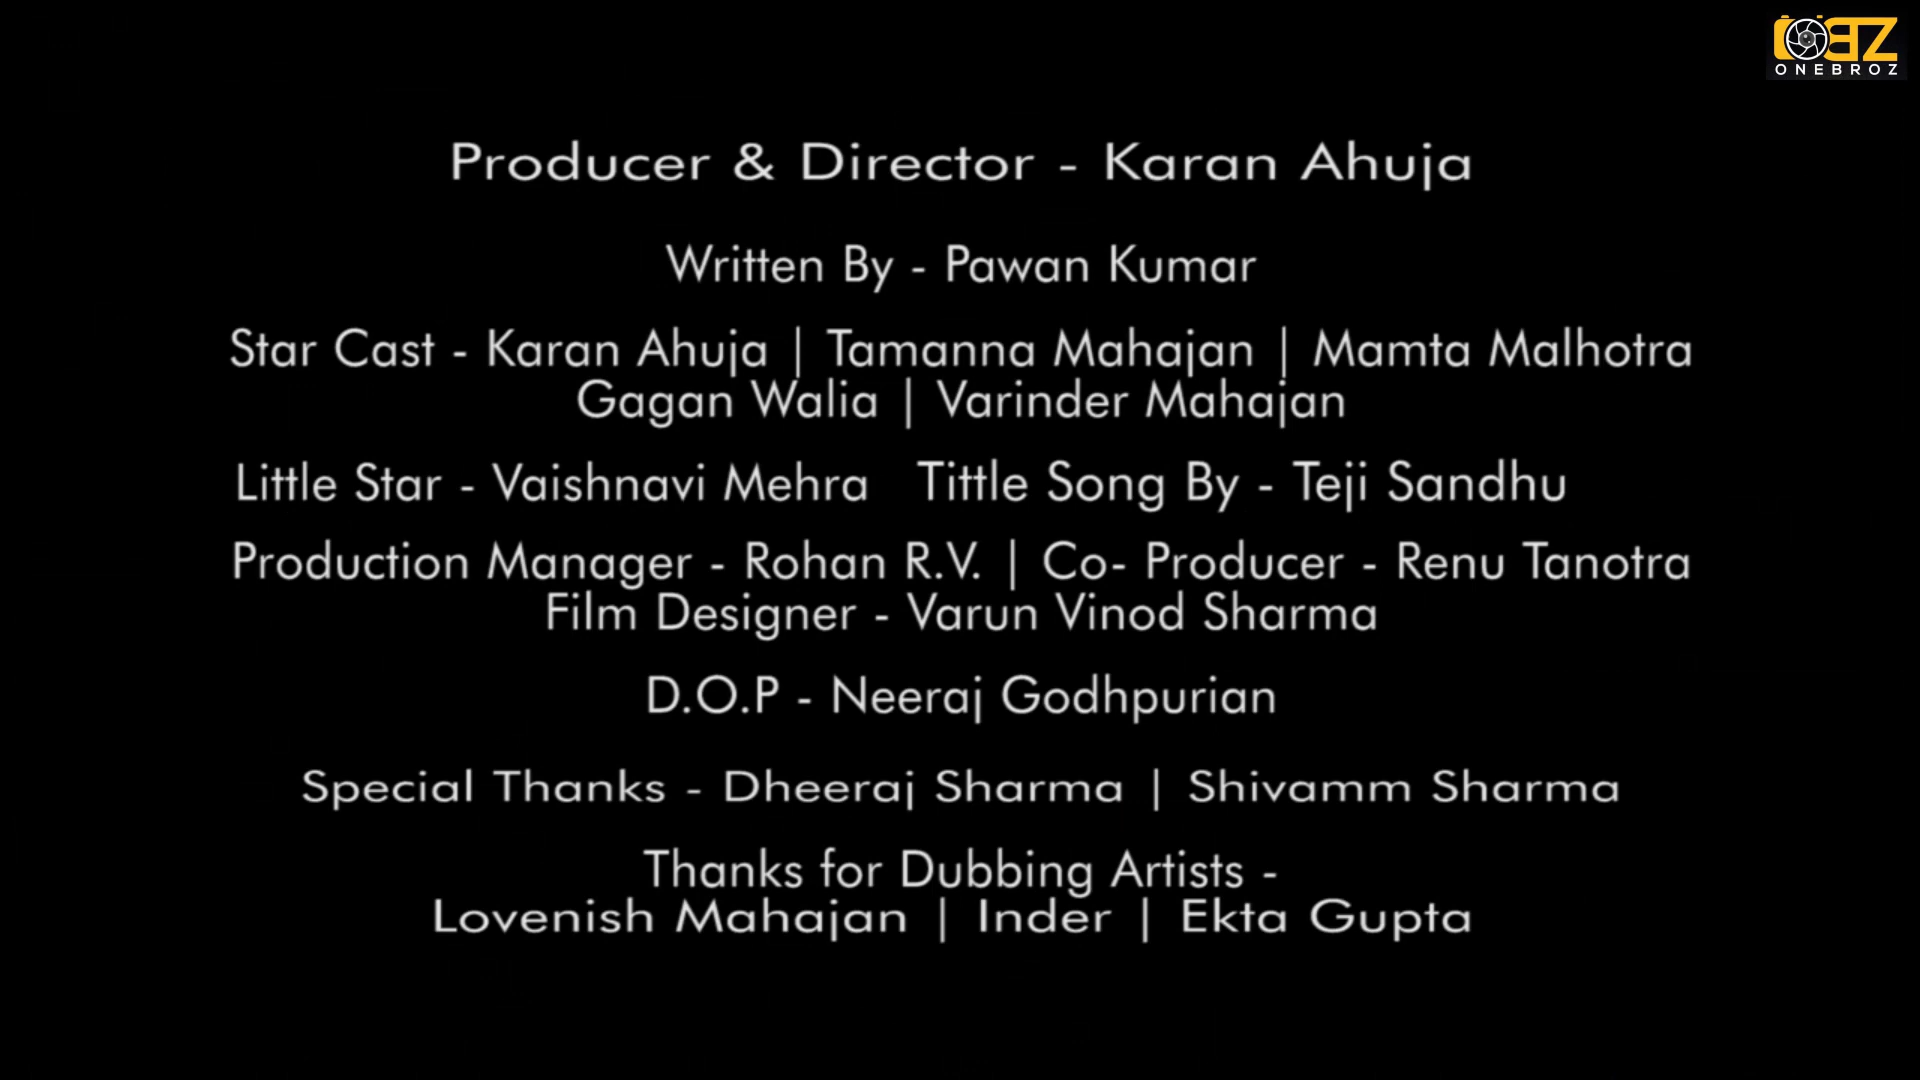 BZ
ONEBROZ
Producer & Director - Karan Ahuja
Written By - Pawan Kumar
Star Cast - Karan Ahuja | Tamanna Mahajan | Mamta Malhotra
Gagan Walia | Varinder Mahajan
Little Star - Vaishnavi Mehra Tittle Song By - Teji Sandhu
Production Manager - Rohan R.V. | Co- Producer - Renu Tanotra
Film Designer - Varun Vinod Sharma
D.O.P - Neeraj Godhpurian
Special Thanks - Dheeraj Sharma | Shivamm Sharma
Thanks for Dubbing Artists -
Lovenish Mahajan | Inder | Ekta Gupta